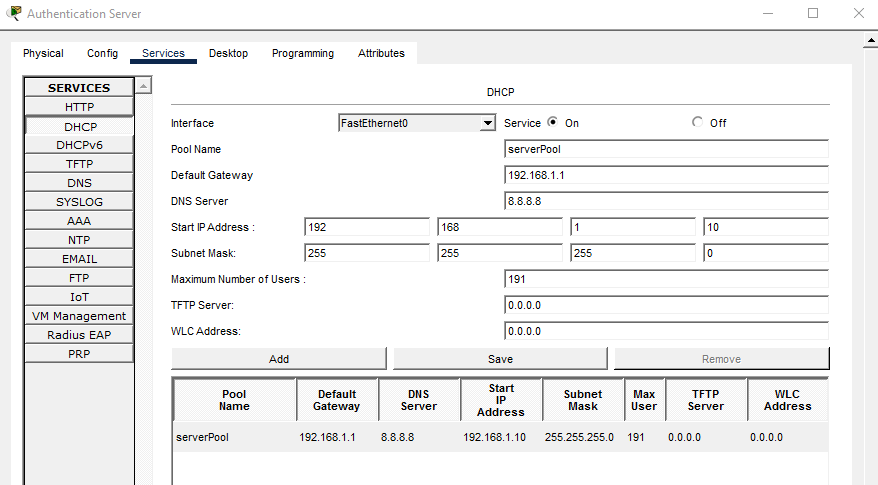 Authentication Server
Physical Config Services Desktop Programming Attributes
SERVICES
HTTP
DHCP
DHCPv6
TFTP
DNS
SYSLOG
AAA
NTP
EMAIL
FTP
IoT
VM Management
Radius EAP
PRP
DHCP
Interface FastEthernet0 Service On Off
Pool Name serverPool
Default Gateway 192.168.1.1
DNS Server 8.8.8.8
Start IP Address : 192 168 1 10
Subnet Mask: 255 255 255 0
Maximum Number of Users : 191
TFTP Server: 0.0.0.0
WLC Address: 0.0.0.0
Add Save Remove
Pool Name Default Gateway DNS Server Start IP Address Subnet Mask Max User TFTP Server WLC Address
serverPool 192.168.1.1 8.8.8.8 192.168.1.10 255.255.255.0 191 0.0.0.0 0.0.0.0